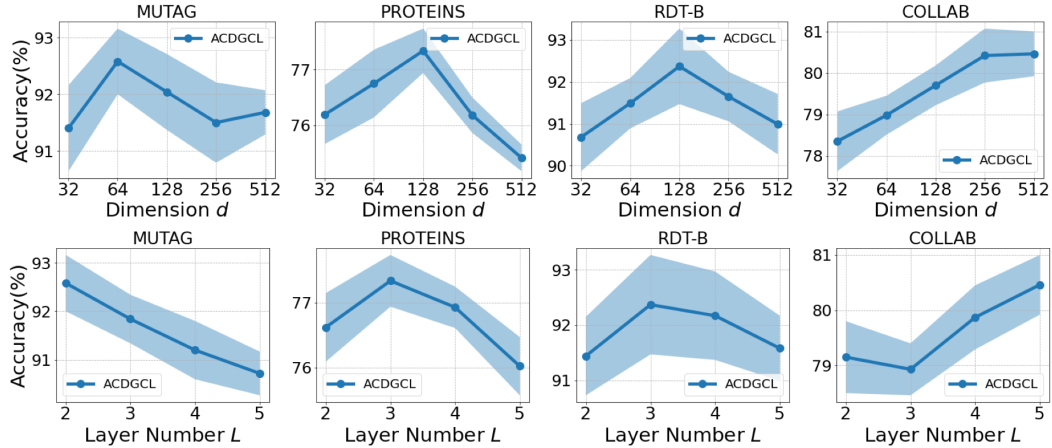 MUTAG
PROTEINS
RDT-B
COLLAB
Accuracy(%)
93
92
91
ACDGCL
32 64 128 256 512
Dimension d
77
76
ACDGCL
32 64 128 256 512
Dimension d
93
92
91
90
ACDGCL
32 64 128 256 512
Dimension d
81
80
79
78
ACDGCL
32 64 128 256 512
Dimension d
MUTAG
PROTEINS
RDT-B
COLLAB
Accuracy(%)
93
92
91
ACDGCL
2 3 4 5
Layer Number L
77
76
ACDGCL
2 3 4 5
Layer Number L
93
92
91
ACDGCL
2 3 4 5
Layer Number L
81
80
79
ACDGCL
2 3 4 5
Layer Number L